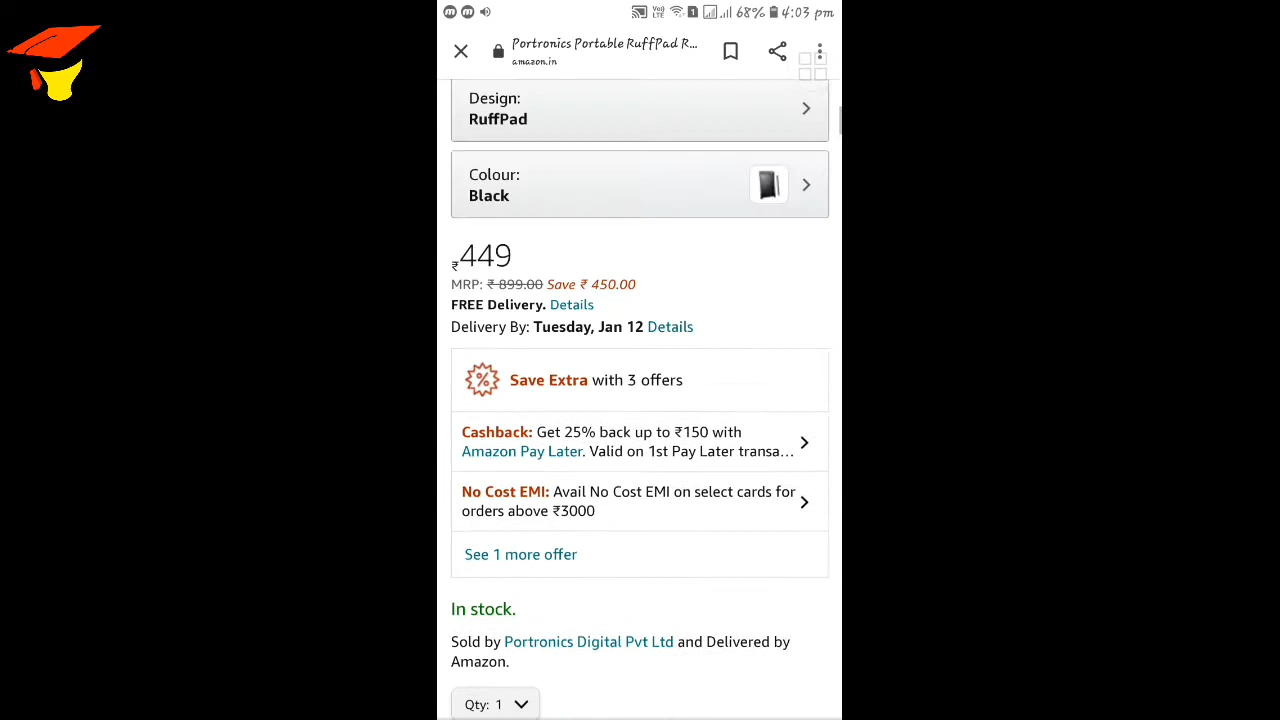 1 68% 4:03 pm
Portronics Portable RuffPad R...
amazon.in
Design:
RuffPad
Colour:
Black
₹449
MRP: ₹ 899.00 Save ₹ 450.00
FREE Delivery. Details
Delivery By: Tuesday, Jan 12 Details
% Save Extra with 3 offers
Cashback: Get 25% back up to ₹150 with
Amazon Pay Later. Valid on 1st Pay Later transa...
No Cost EMI: Avail No Cost EMI on select cards for
orders above ₹3000
See 1 more offer
In stock.
Sold by Portronics Digital Pvt Ltd and Delivered by
Amazon.
Qty: 1